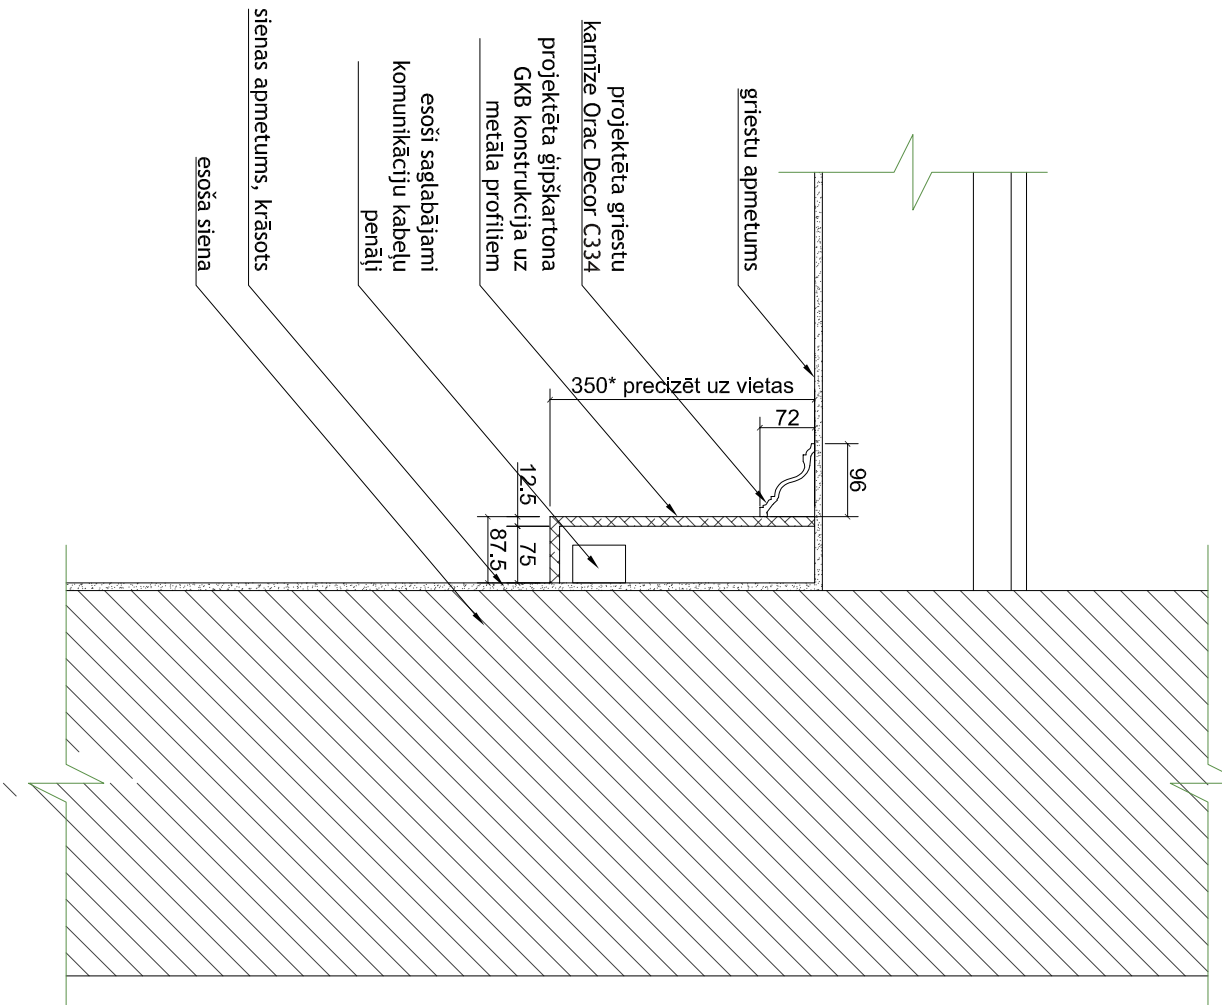 griestu apmetums
projektēta griestu
karnīze Orac Decor C334
projektēta ģipškartona
GKB konstrukcija uz
metāla profiliem
esoši saglabājami
komunikāciju kabeļu
penāļi
sienas apmetums, krāsots
esoša siena
350* precizēt uz vietas
72
96
12.5
75
87.5